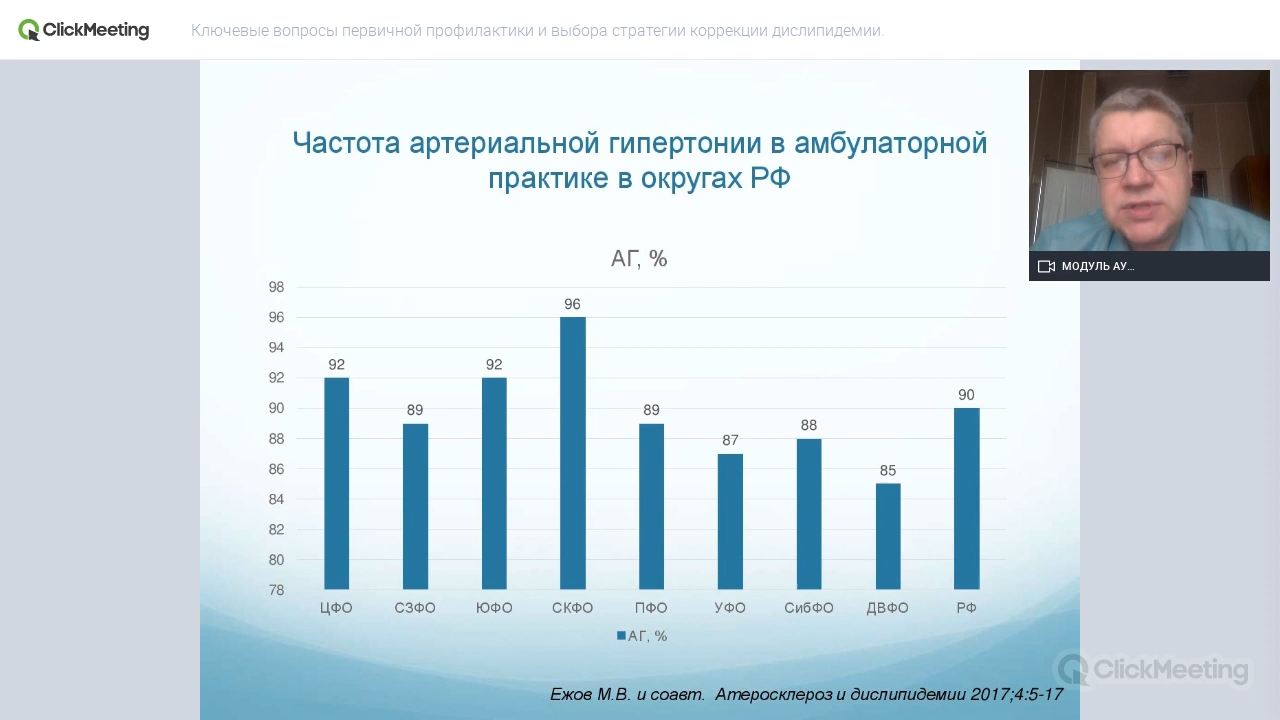 ClickMeeting
Ключевые вопросы первичной профилактики и выбора стратегии коррекции дислипидемии.
Частота артериальной гипертонии в амбулаторной
практике в округах РФ
МОДУЛЬ АУ...
АГ, %
98
96
94
92
90
88
86
84
82
80
78
92
89
92
96
89
87
88
85
90
ЦФО
СЗФО
ЮФО
СКФО
ПФО
УФО
СибФО
ДВФО
РФ
АГ, %
ClickMeeting
Ежов М.В. и соавт. Атеросклероз и дислипидемии 2017;4:5-17